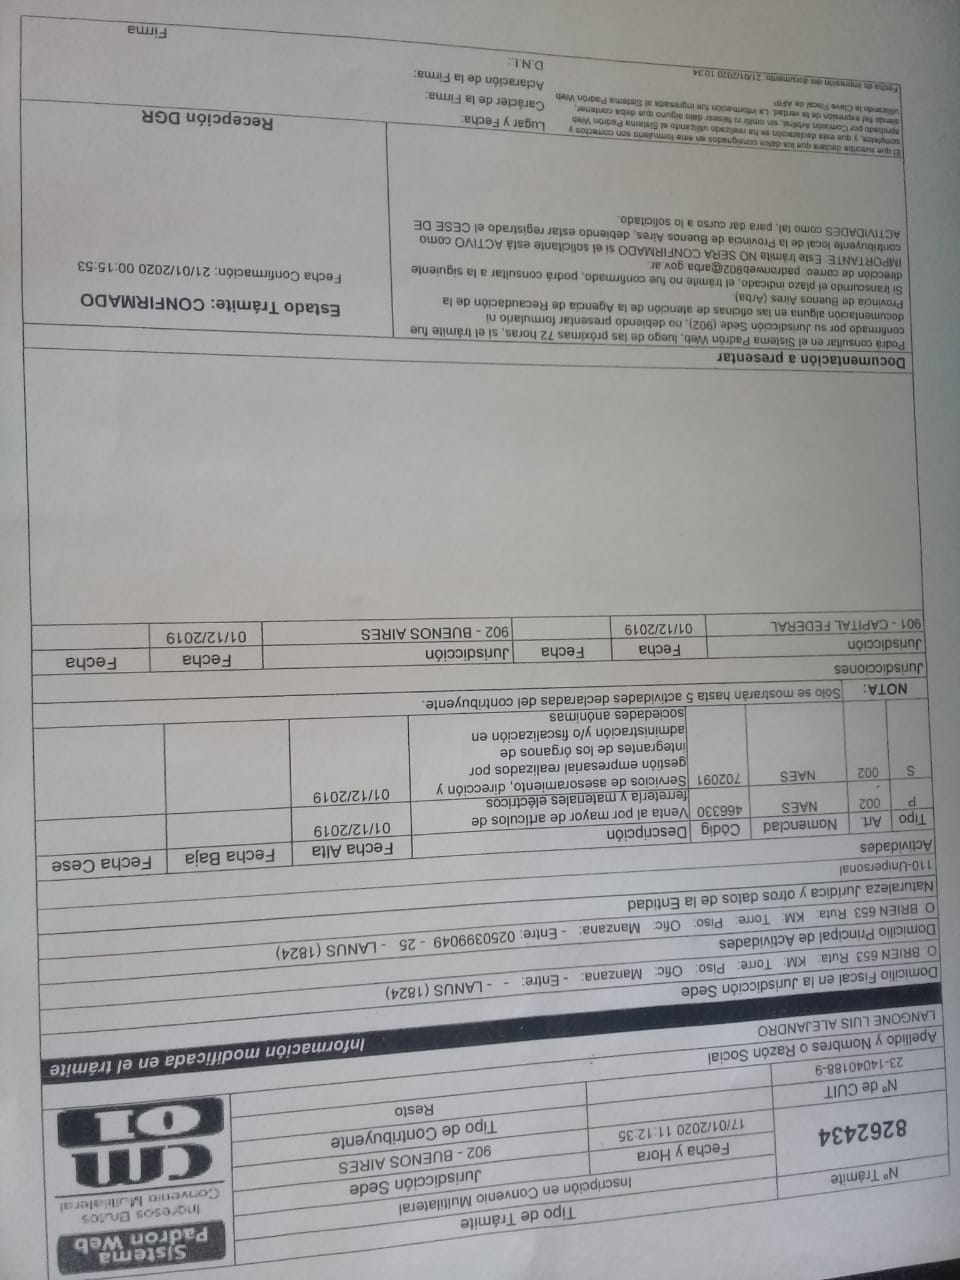 Sistema
Padron Web
Ingresos Brutos
Convenio Multilateral
cm
01
Nº Trámite
8262434
Tipo de Trámite
Inscripción en Convenio Multilateral
Fecha y Hora
17/01/2020 11:12:35
Jurisdicción Sede
902 - BUENOS AIRES
Nº de CUIT
23-14040188-9
Tipo de Contribuyente
Resto
Apellido y Nombres o Razón Social
LANGONE LUIS ALEJANDRO
Información modificada en el trámite
Domicilio Fiscal en la Jurisdicción Sede
O BRIEN 653 Ruta: KM: Torre: Piso: Ofic: Manzana: - Entre: - - LANUS (1824)
Domicilio Principal de Actividades
O BRIEN 653 Ruta: KM: Torre: Piso: Ofic: Manzana: - Entre: 0250399049 - 25 - LANUS (1824)
Naturaleza Jurídica y otros datos de la Entidad
110-Unipersonal
Actividades
Tipo Art. Nomenclad Códig Descripción Fecha Alta Fecha Baja Fecha Cese
P 002 NAES 466330 Venta al por mayor de artículos de 01/12/2019
ferretería y materiales eléctricos
S 002 NAES 702091 Servicios de asesoramiento, dirección y 01/12/2019
gestión empresarial realizados por
integrantes de los órganos de
administración y/o fiscalización en
sociedades anónimas
NOTA: Sólo se mostrarán hasta 5 actividades declaradas del contribuyente.
Jurisdicciones
Jurisdicción Fecha Fecha Jurisdicción Fecha Fecha
901 - CAPITAL FEDERAL 01/12/2019 902 - BUENOS AIRES 01/12/2019
Documentación a presentar
Podrá consultar en el Sistema Padrón Web, luego de las próximas 72 horas, si el trámite fue
confirmado por su Jurisdicción Sede (902), no debiendo presentar formulario ni
documentación alguna en las oficinas de atención de la Agencia de Recaudación de la
Provincia de Buenos Aires (Arba).
Si transcurrido el plazo indicado, el trámite no fue confirmado, podrá consultar a la siguiente
dirección de correo: padronweb902@arba.gov.ar.
IMPORTANTE: Este trámite NO SERA CONFIRMADO si el solicitante está ACTIVO como
contribuyente local de la Provincia de Buenos Aires, debiendo estar registrado el CESE DE
ACTIVIDADES como tal, para dar curso a lo solicitado.
Estado Trámite: CONFIRMADO
Fecha Confirmación: 21/01/2020 00:15:53
El que suscribe declara que los datos consignados en este formulario son correctos y
completos, y que esta declaración se ha realizado utilizando el Sistema Padrón Web
aprobado por Comisión Arbitral, sin omitir ni falsear dato alguno que deba contener,
siendo fiel expresión de la verdad. La información fue ingresada al Sistema Padrón Web
utilizando la Clave Fiscal de AFIP
Fecha de impresión del documento: 21/01/2020 10:34
Lugar y Fecha:
Carácter de la Firma:
Aclaración de la Firma:
D.N.I.:
Recepción DGR
Firma